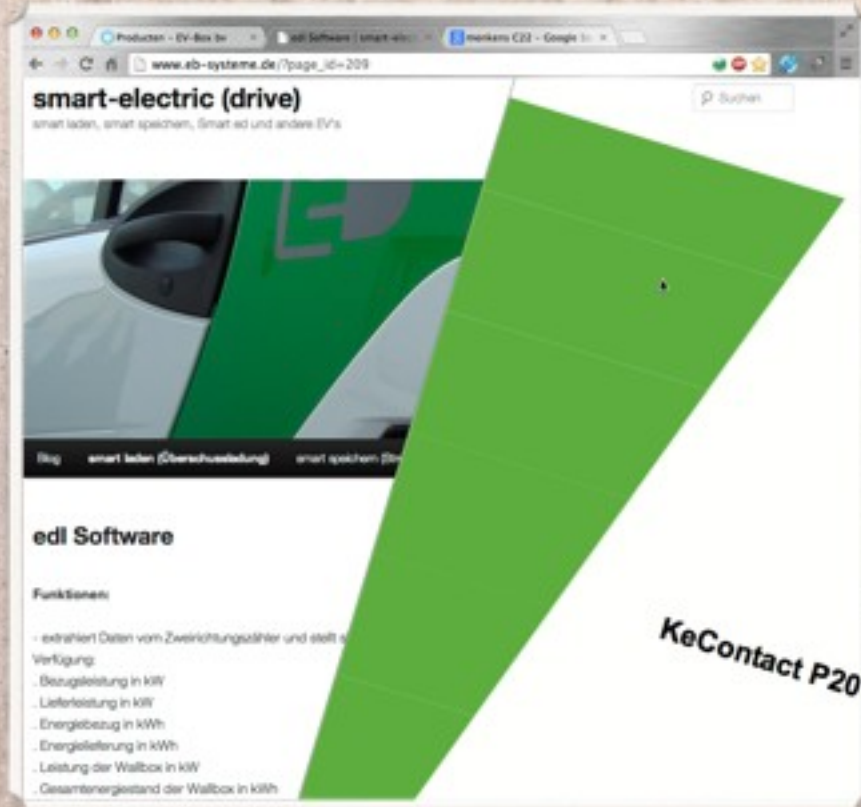 Producten - EV-Box bv
edl Software | smart-elec
menkens C22 - Google
www.eb-systeme.de/?page_id=209
smart-electric (drive)
Suchen
smart laden, smart speichern, Smart ed und andere EV's
ED
Blog smart laden (Überschussladung) smart speichern
edl Software
Funktionen:
- extrahiert Daten vom Zweirichtungszähler und stellt
Verfügung:
. Bezugsleistung in kW
. Lieferleistung in kW
. Energiebezug in kWh
. Energielieferung in kWh
. Leistung der Wallbox in kW
. Gesamtenergiestand der Wallbox in kWh
KeContact P20